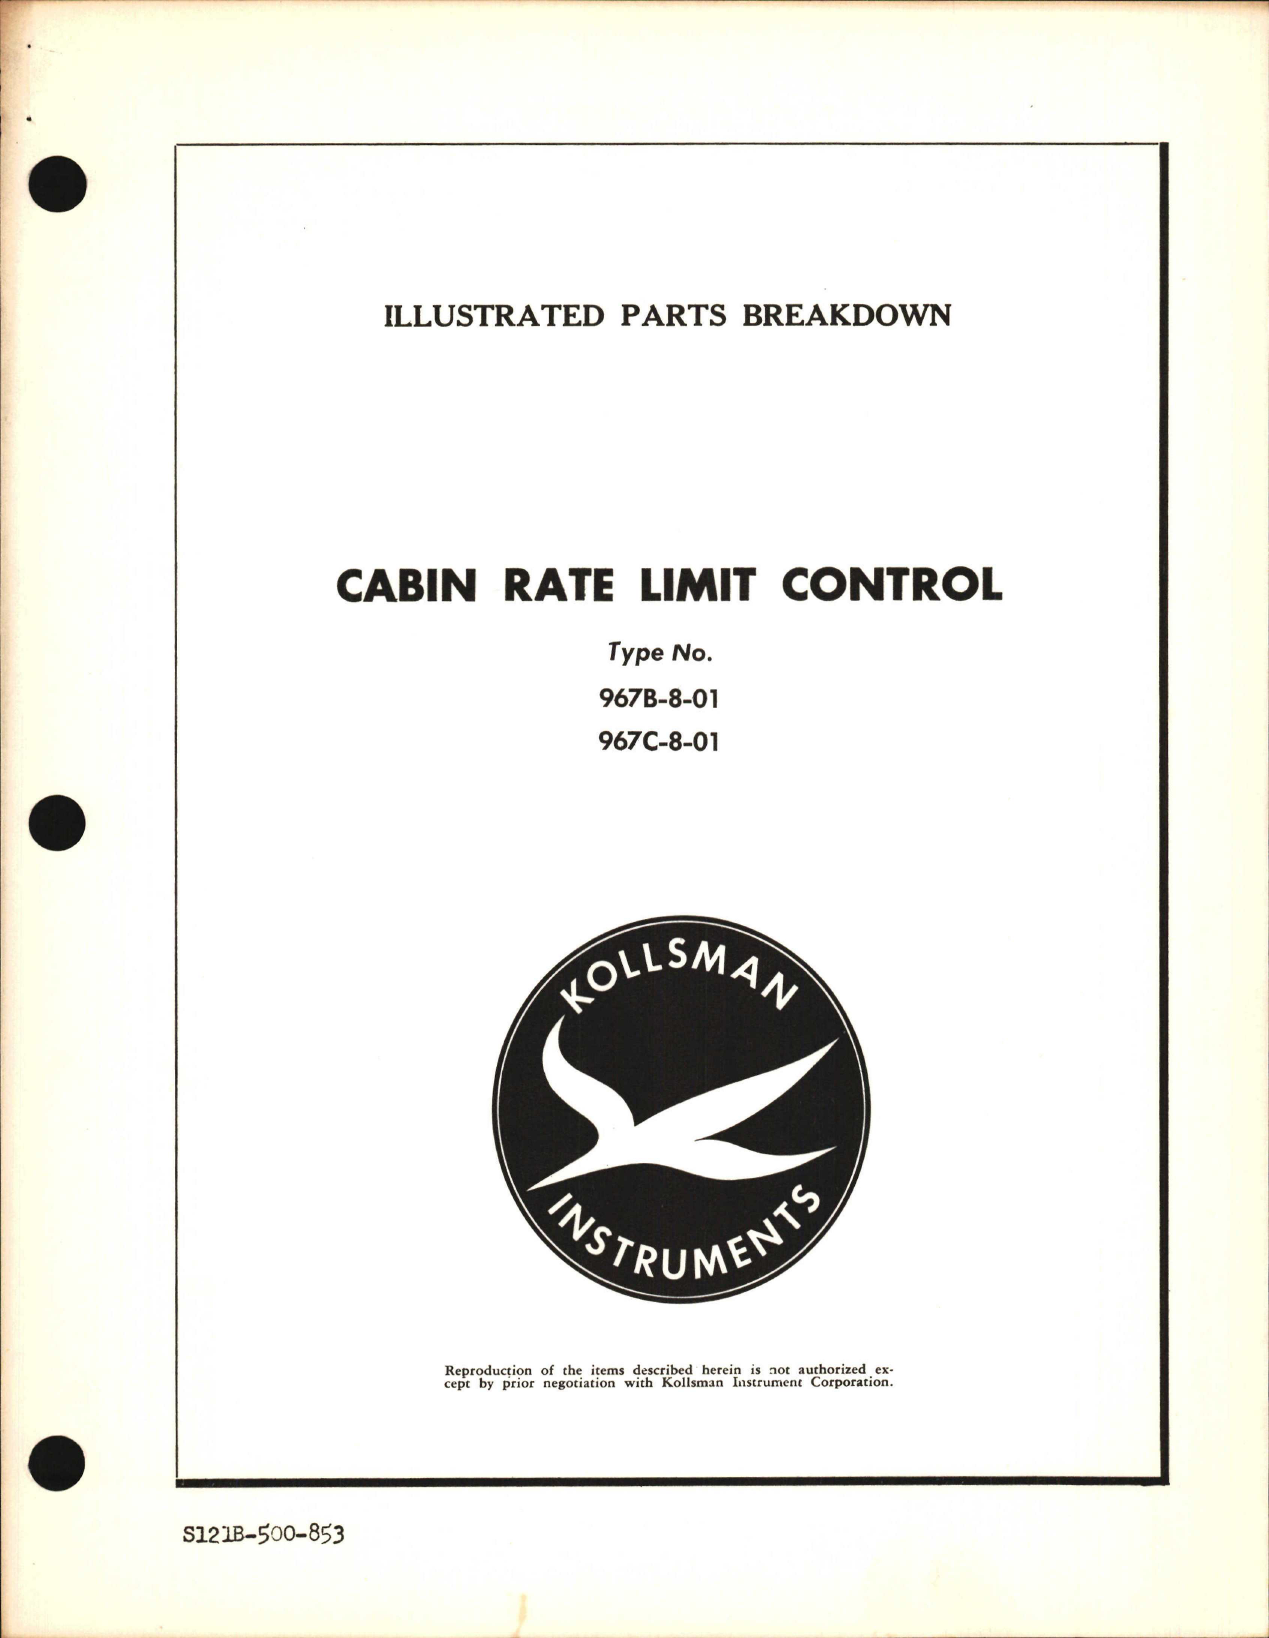 ILLUSTRATED PARTS BREAKDOWN
CABIN RATE LIMIT CONTROL
Type No.
967B-8-01
967C-8-01
KOLLSMAN
INSTRUMENTS
Reproduction of the items described herein is not authorized ex-
cept by prior negotiation with Kollsman Instrument Corporation.
S121B-500-853